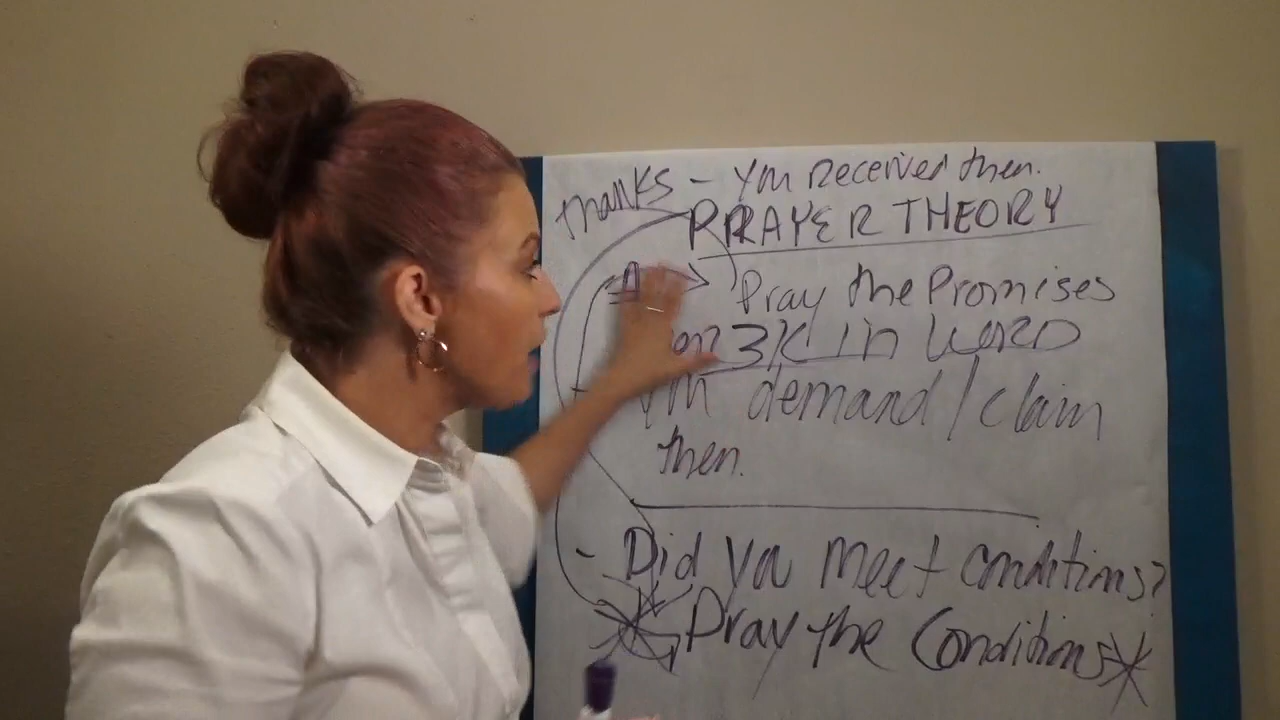 thanks - you received them.
PRAYER THEORY
Pray the Promises
3K in WORD
demand/claim
them.
- Did you meet conditions?
Pray the Conditions